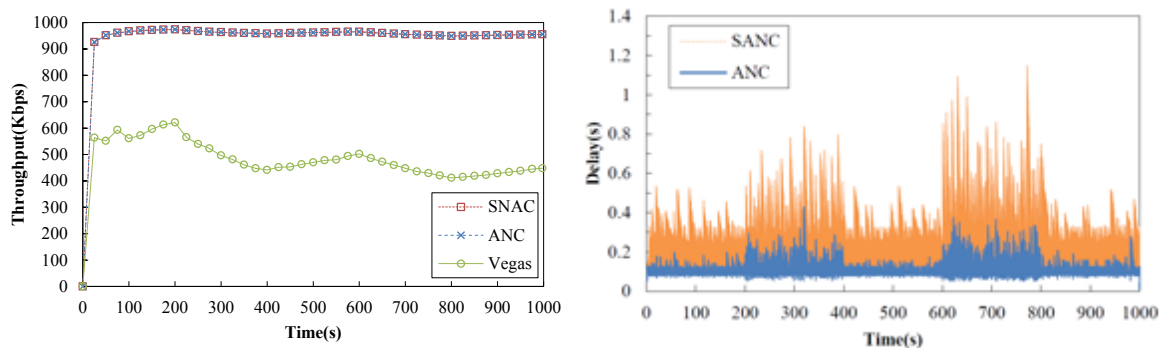 1000
900
800
700
600
500
400
300
200
100
0
Throughput(Kbps)
SNAC
ANC
Vegas
0 100 200 300 400 500 600 700 800 900 1000
Time(s)
1.4
1.2
1
0.8
0.6
0.4
0.2
0
Delay(s)
SANC
ANC
0 100 200 300 400 500 600 700 800 900 1000
Time(s)